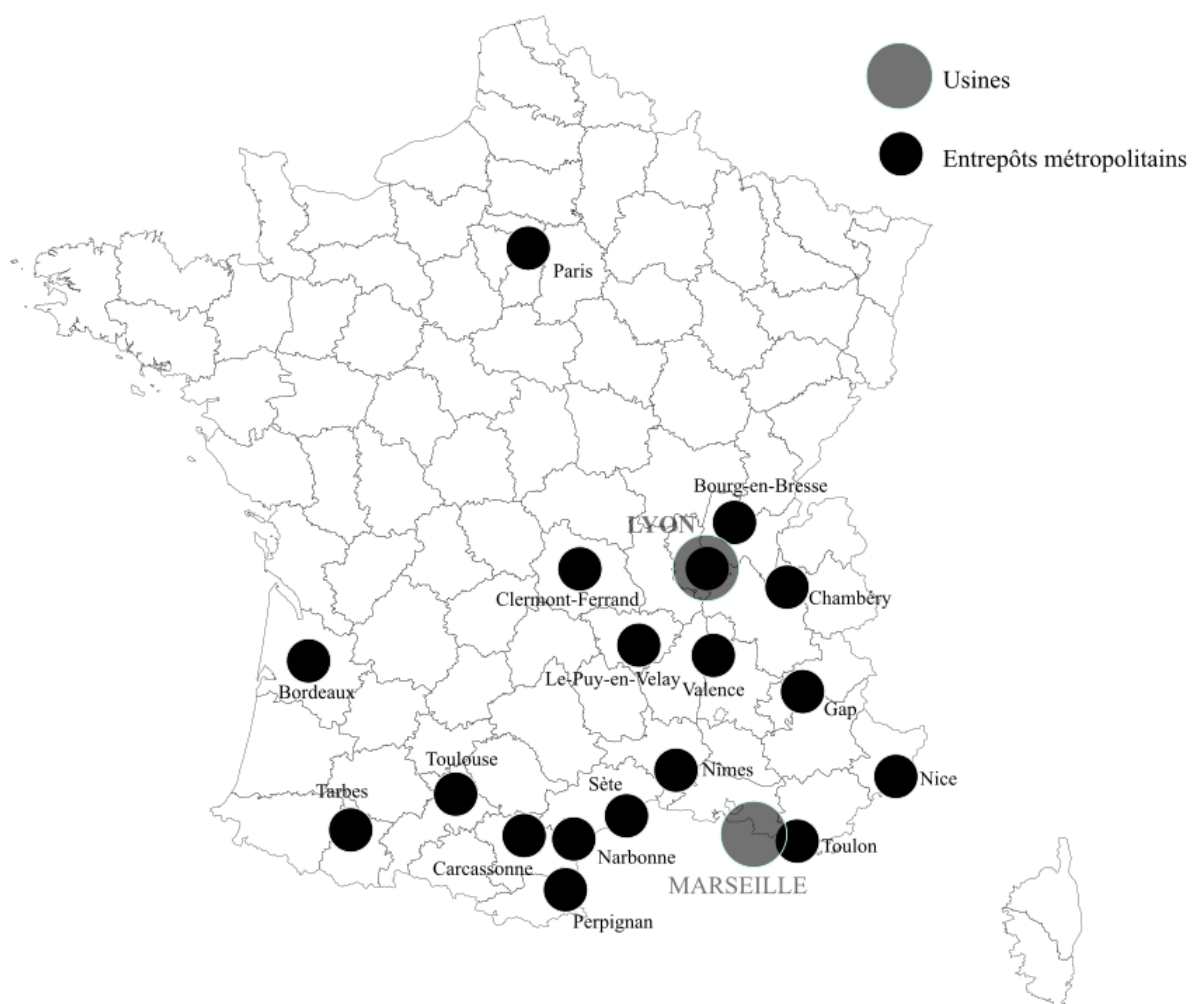 Usines
Entrepôts métropolitains
Paris
Bourg-en-Bresse
LYON
Clermont-Ferrand
Chambéry
Le-Puy-en-Velay
Valence
Bordeaux
Gap
Toulouse
Nîmes
Nice
Sète
Tarbes
Toulon
Narbonne
Carcassonne
MARSEILLE
Perpignan